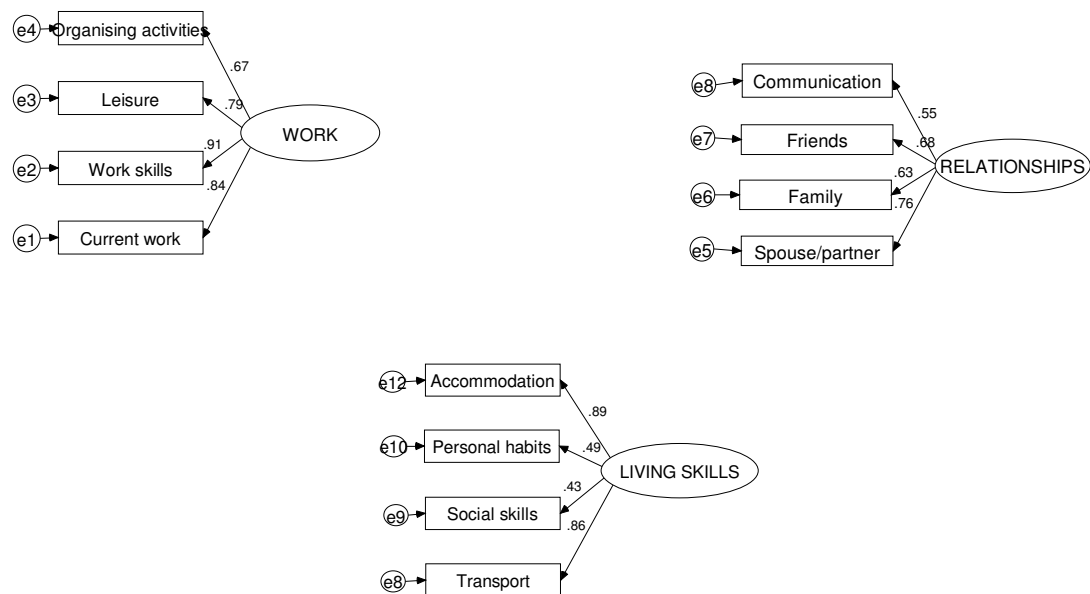 e4 Organising activities
.67
e3 Leisure
.79
WORK
.91
e2 Work skills
.84
e1 Current work
e8 Communication
.55
e7 Friends
.68
RELATIONSHIPS
.63
e6 Family
.76
e5 Spouse/partner
e12 Accommodation
.89
e10 Personal habits
.49
LIVING SKILLS
.43
e9 Social skills
.86
e8 Transport